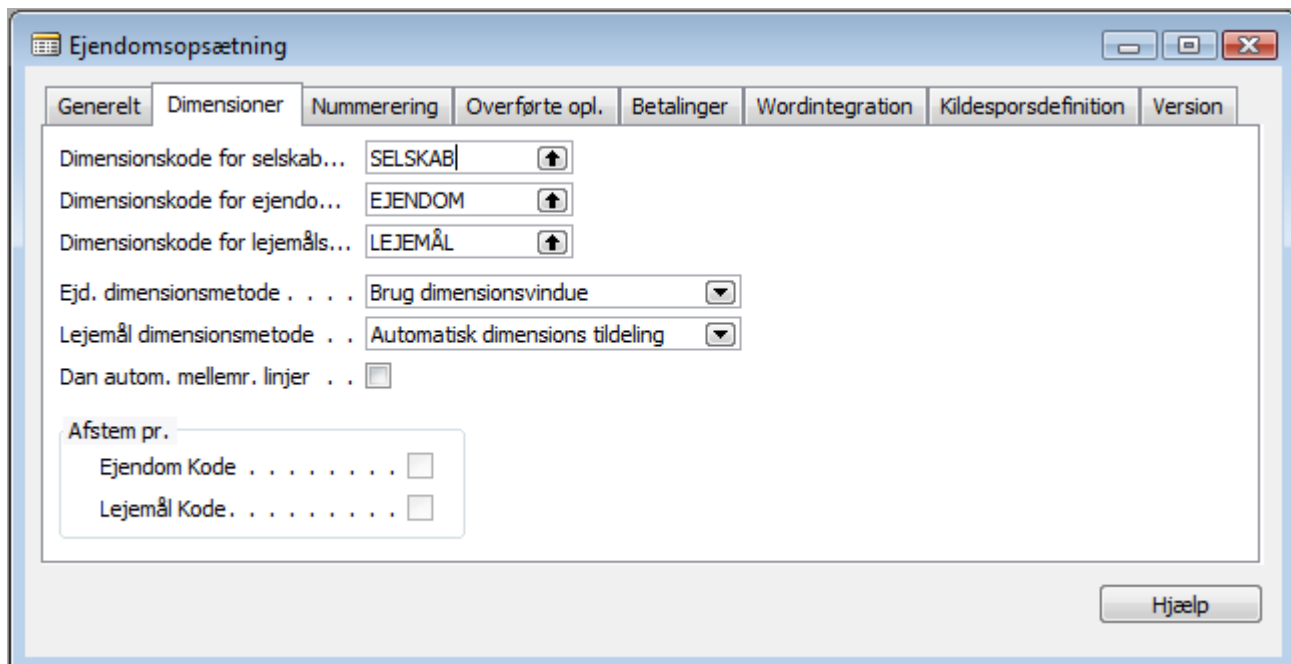 Ejendomsopsætning
Generelt Dimensioner Nummerering Overførte opl. Betalinger Wordintegration Kildesporsdefinition Version
Dimensionskode for selskab... SELSKAB
Dimensionskode for ejendo... EJENDOM
Dimensionskode for lejemåls... LEJEMÅL
Ejd. dimensionsmetode . . . . Brug dimensionsvindue
Lejemål dimensionsmetode . . Automatisk dimensions tildeling
Dan autom. mellemr. linjer . .
Afstem pr.
Ejendom Kode . . . . . . . .
Lejemål Kode. . . . . . . . .
Hjælp